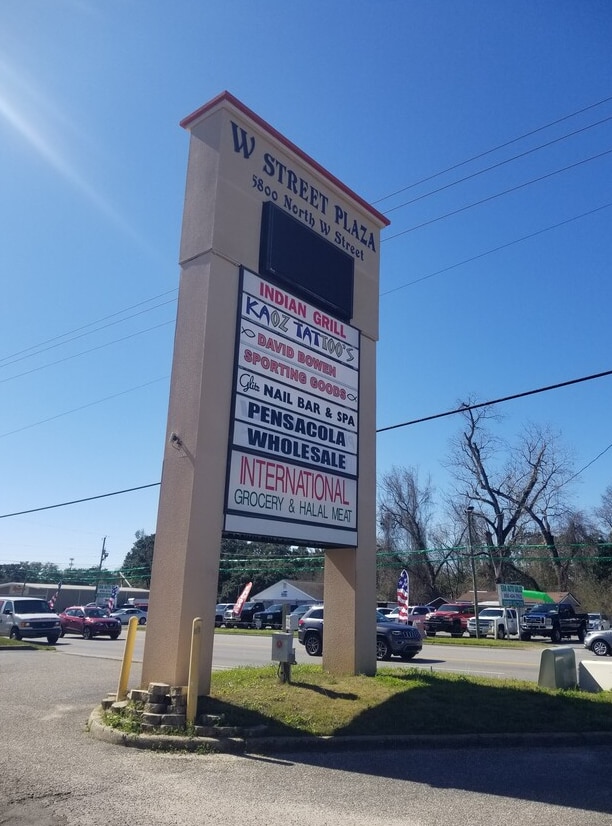 W STREET PLAZA
5800 North W Street
INDIAN GRILL
KAOZ TATTOO'S
DAVID BOWEN
SPORTING GOODS
Glitz NAIL BAR & SPA
PENSACOLA
WHOLESALE
INTERNATIONAL
GROCERY & HALAL MEAT